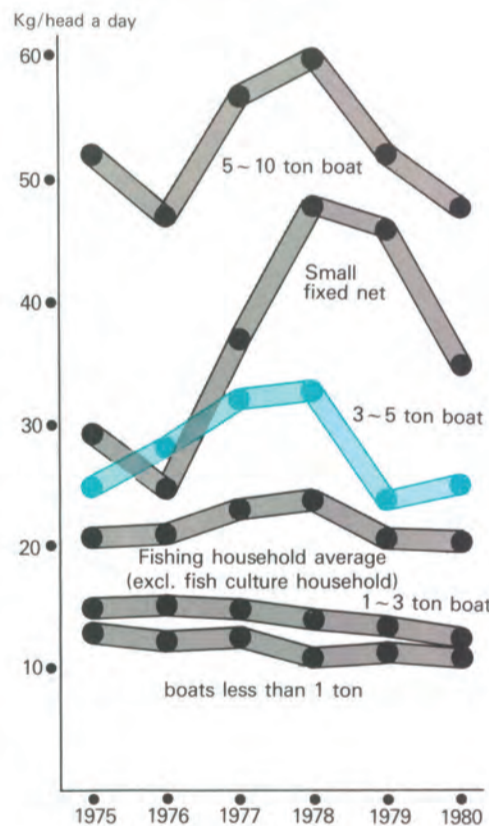 Kg/head a day
60
50
40
30
20
10
5~10 ton boat
Small
fixed net
3~5 ton boat
Fishing household average
(excl. fish culture household)
1~3 ton boat
boats less than 1 ton
1975 1976 1977 1978 1979 1980